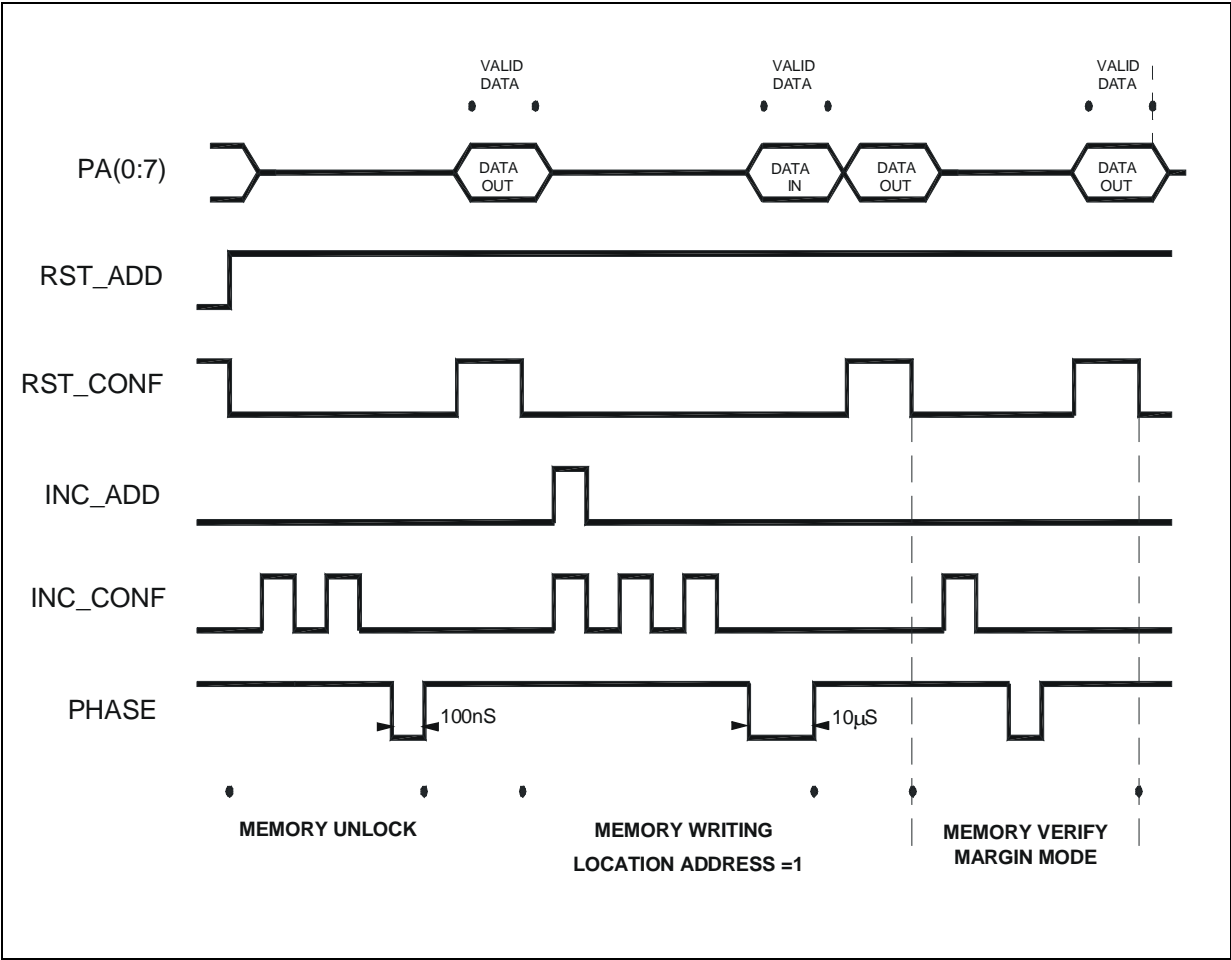 VALID
DATA
VALID
DATA
VALID
DATA
PA(0:7)
DATA
OUT
DATA
IN
DATA
OUT
DATA
OUT
RST_ADD
RST_CONF
INC_ADD
INC_CONF
PHASE
100nS
10µS
MEMORY UNLOCK
MEMORY WRITING
LOCATION ADDRESS =1
MEMORY VERIFY
MARGIN MODE